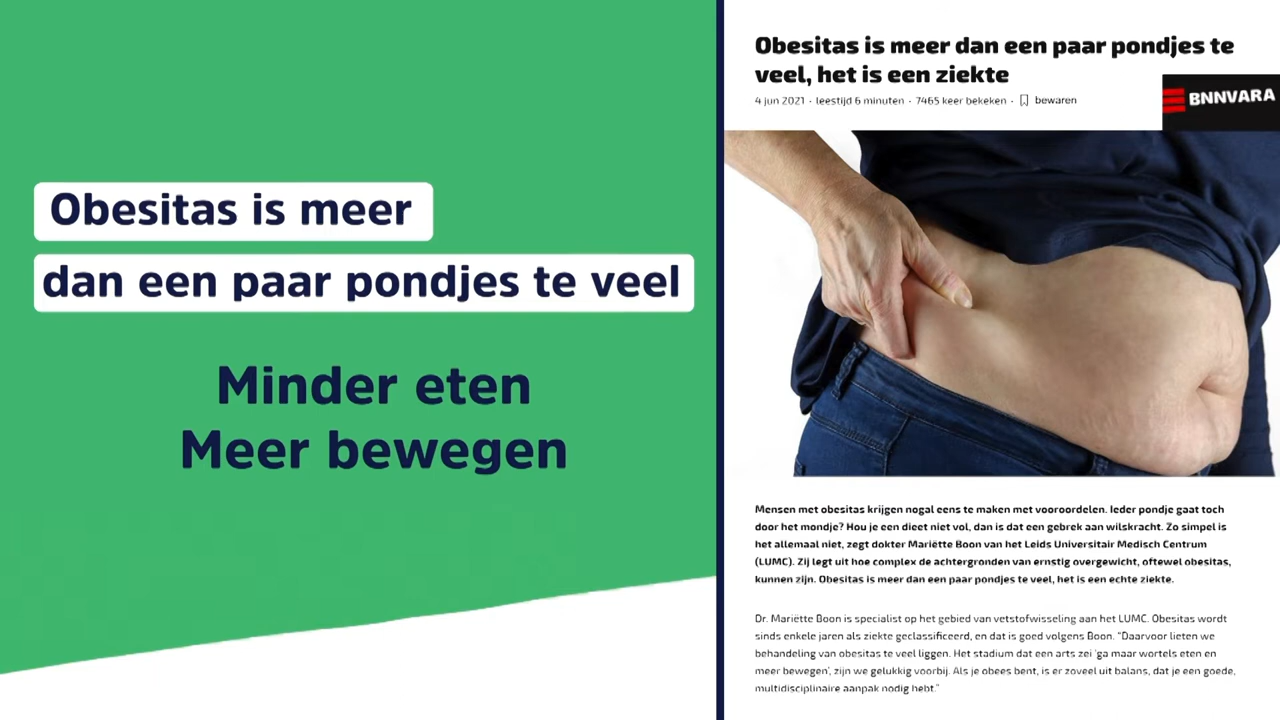 Obesitas is meer
dan een paar pondjes te veel
Minder eten
Meer bewegen
Obesitas is meer dan een paar pondjes te
veel, het is een ziekte
4 jun 2021 · leestijd 6 minuten · 7465 keer bekeken · bewaren
BNNVARA
Mensen met obesitas krijgen nogal eens te maken met vooroordelen. Ieder pondje gaat toch
door het mondje? Hou je een dieet niet vol, dan is dat een gebrek aan wilskracht. Zo simpel is
het allemaal niet, zegt dokter Mariëtte Boon van het Leids Universitair Medisch Centrum
(LUMC). Zij legt uit hoe complex de achtergronden van ernstig overgewicht, oftewel obesitas,
kunnen zijn. Obesitas is meer dan een paar pondjes te veel, het is een echte ziekte.
Dr. Mariëtte Boon is specialist op het gebied van vetstofwisseling aan het LUMC. Obesitas wordt
sinds enkele jaren als ziekte geclassificeerd, en dat is goed volgens Boon. “Daarvoor lieten we
behandeling van obesitas te veel liggen. Het stadium dat een arts zei ‘ga maar wortels eten en
meer bewegen’, zijn we gelukkig voorbij. Als je obees bent, is er zoveel uit balans, dat je een goede,
multidisciplinaire aanpak nodig hebt.”